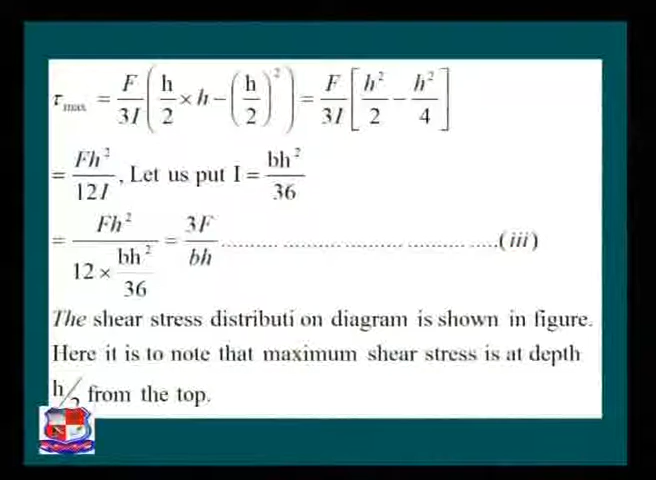 τmax = F/3I (h/2 × h − (h/2)²) = F/3I [h²/2 − h²/4]
= Fh²/12I, Let us put I = bh²/36
= Fh²/(12 × bh²/36) = 3F/bh ................................................(iii)
The shear stress distributi on diagram is shown in figure.
Here it is to note that maximum shear stress is at depth
h/2 from the top.